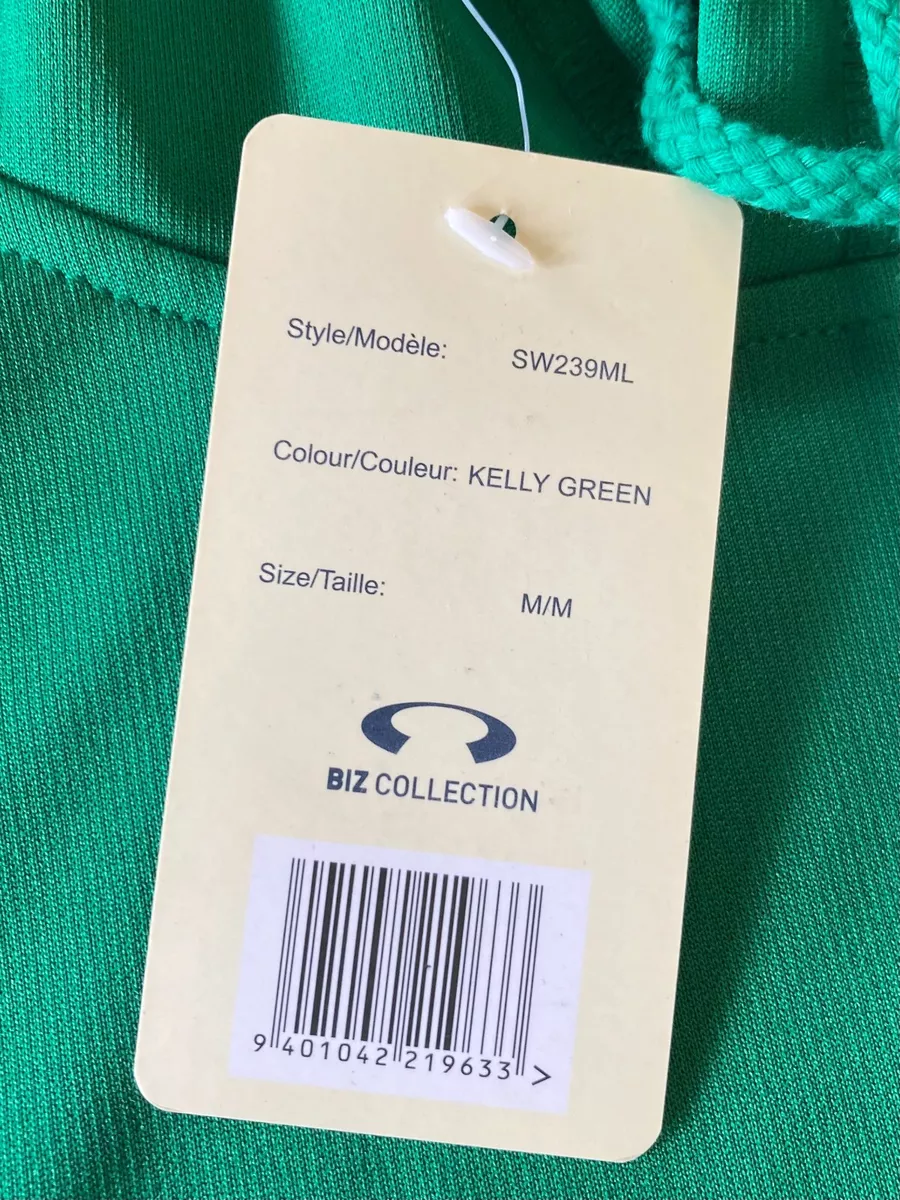 Style/Modèle: SW239ML
Colour/Couleur: KELLY GREEN
Size/Taille: M/M
BIZ COLLECTION
9 401042 219633 >